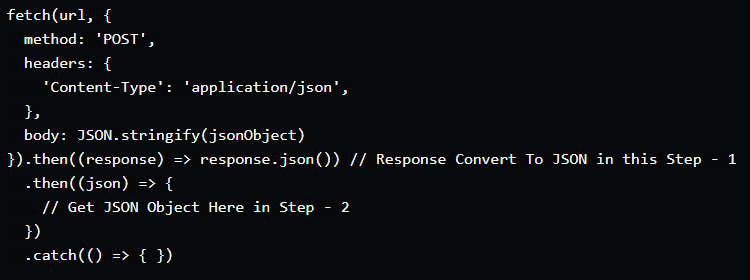 fetch(url, {
  method: 'POST',
  headers: {
    'Content-Type': 'application/json',
  },
  body: JSON.stringify(jsonObject)
}).then((response) => response.json()) // Response Convert To JSON in this Step - 1
  .then((json) => {
    // Get JSON Object Here in Step - 2
  })
  .catch(() => { })